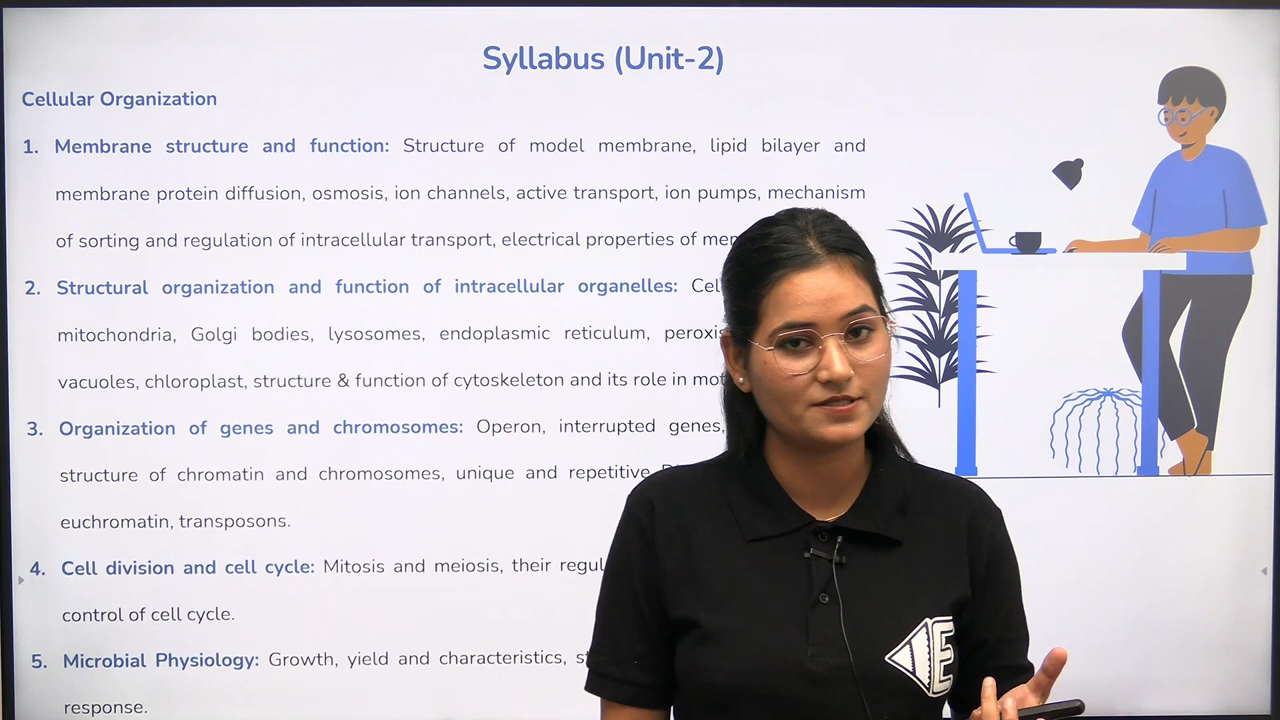 Syllabus (Unit-2)
Cellular Organization
1. Membrane structure and function: Structure of model membrane, lipid bilayer and
membrane protein diffusion, osmosis, ion channels, active transport, ion pumps, mechanism
of sorting and regulation of intracellular transport, electrical properties of
2. Structural organization and function of intracellular organelles:
mitochondria, Golgi bodies, lysosomes, endoplasmic reticulum,
vacuoles, chloroplast, structure & function of cytoskeleton and its role in
3. Organization of genes and chromosomes: Operon, interrupted genes,
structure of chromatin and chromosomes, unique and repetitive
euchromatin, transposons.
4. Cell division and cell cycle: Mitosis and meiosis, their
control of cell cycle.
5. Microbial Physiology: Growth, yield and characteristics,
response.
E